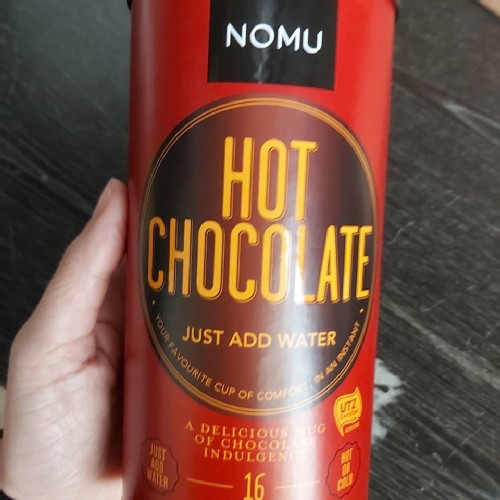 NOMU
HOT
CHOCOLATE
JUST ADD WATER
• YOUR FAVOURITE CUP OF COMFORT, IN AN INSTANT •
UTZ
A DELICIOUS MUG
OF CHOCOLATE
INDULGENCE
JUST
ADD
WATER
16
HOT
OR
COLD